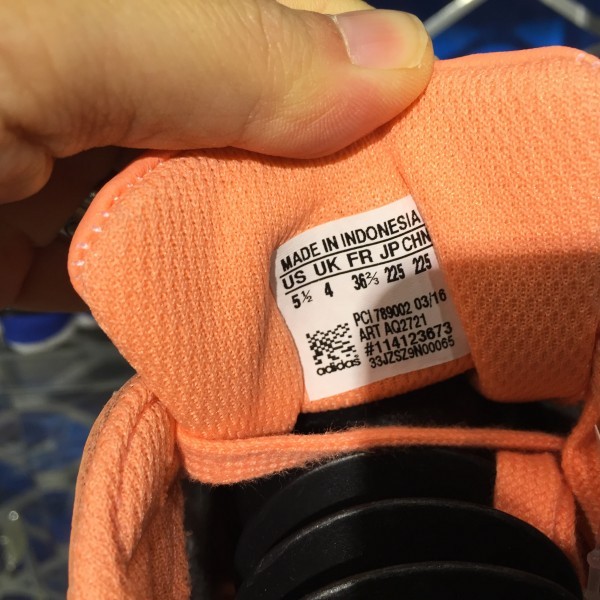 MADE IN INDONESIA
US UK FR JP CHN
5½ 4 36⅔ 225 225
PCI 789002 03/16
ART AQ2721
#114123673
33JZSZ9N00065
adidas